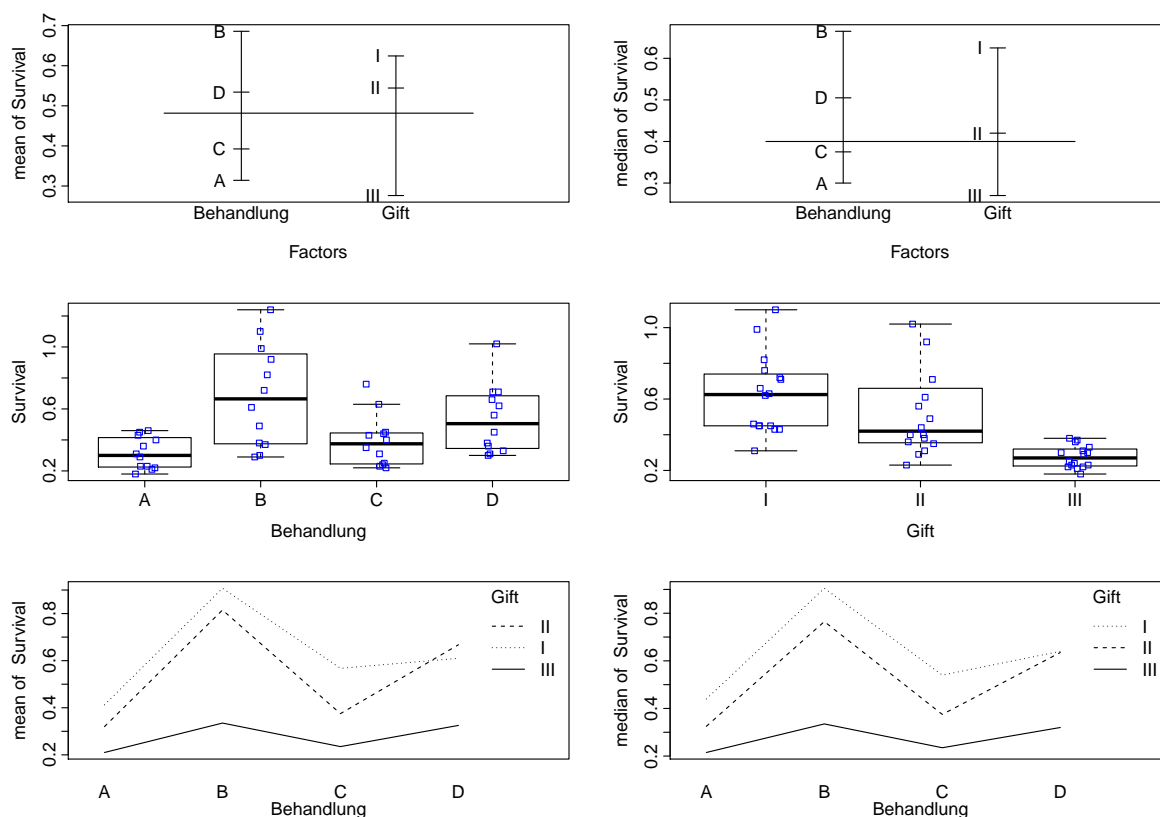 mean of Survival
0.3 0.4 0.5 0.6 0.7
B
D
C
A
I
II
III
Behandlung Gift
Factors
median of Survival
0.3 0.4 0.5 0.6
B
D
C
A
I
II
III
Behandlung Gift
Factors
Survival
0.2 0.6 1.0
A B C D
Behandlung
Survival
0.2 0.6 1.0
I II III
Gift
mean of Survival
0.2 0.4 0.6 0.8
Gift
II
I
III
A B C D
Behandlung
median of Survival
0.2 0.4 0.6 0.8
Gift
I
II
III
A B C D
Behandlung